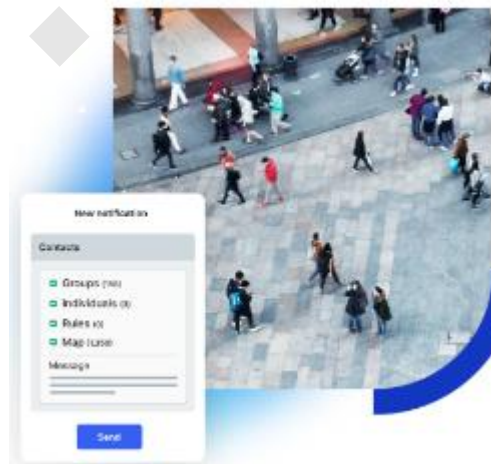 New notification
Contacts
Groups
Individuals
Rules
Map
Message
Send